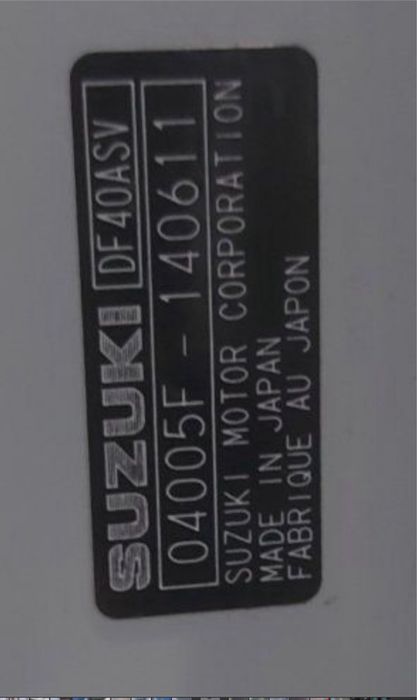 SUZUKI DF40ASV
04005F - 140611
SUZUKI MOTOR CORPORATION
MADE IN JAPAN
FABRIQUE AU JAPON